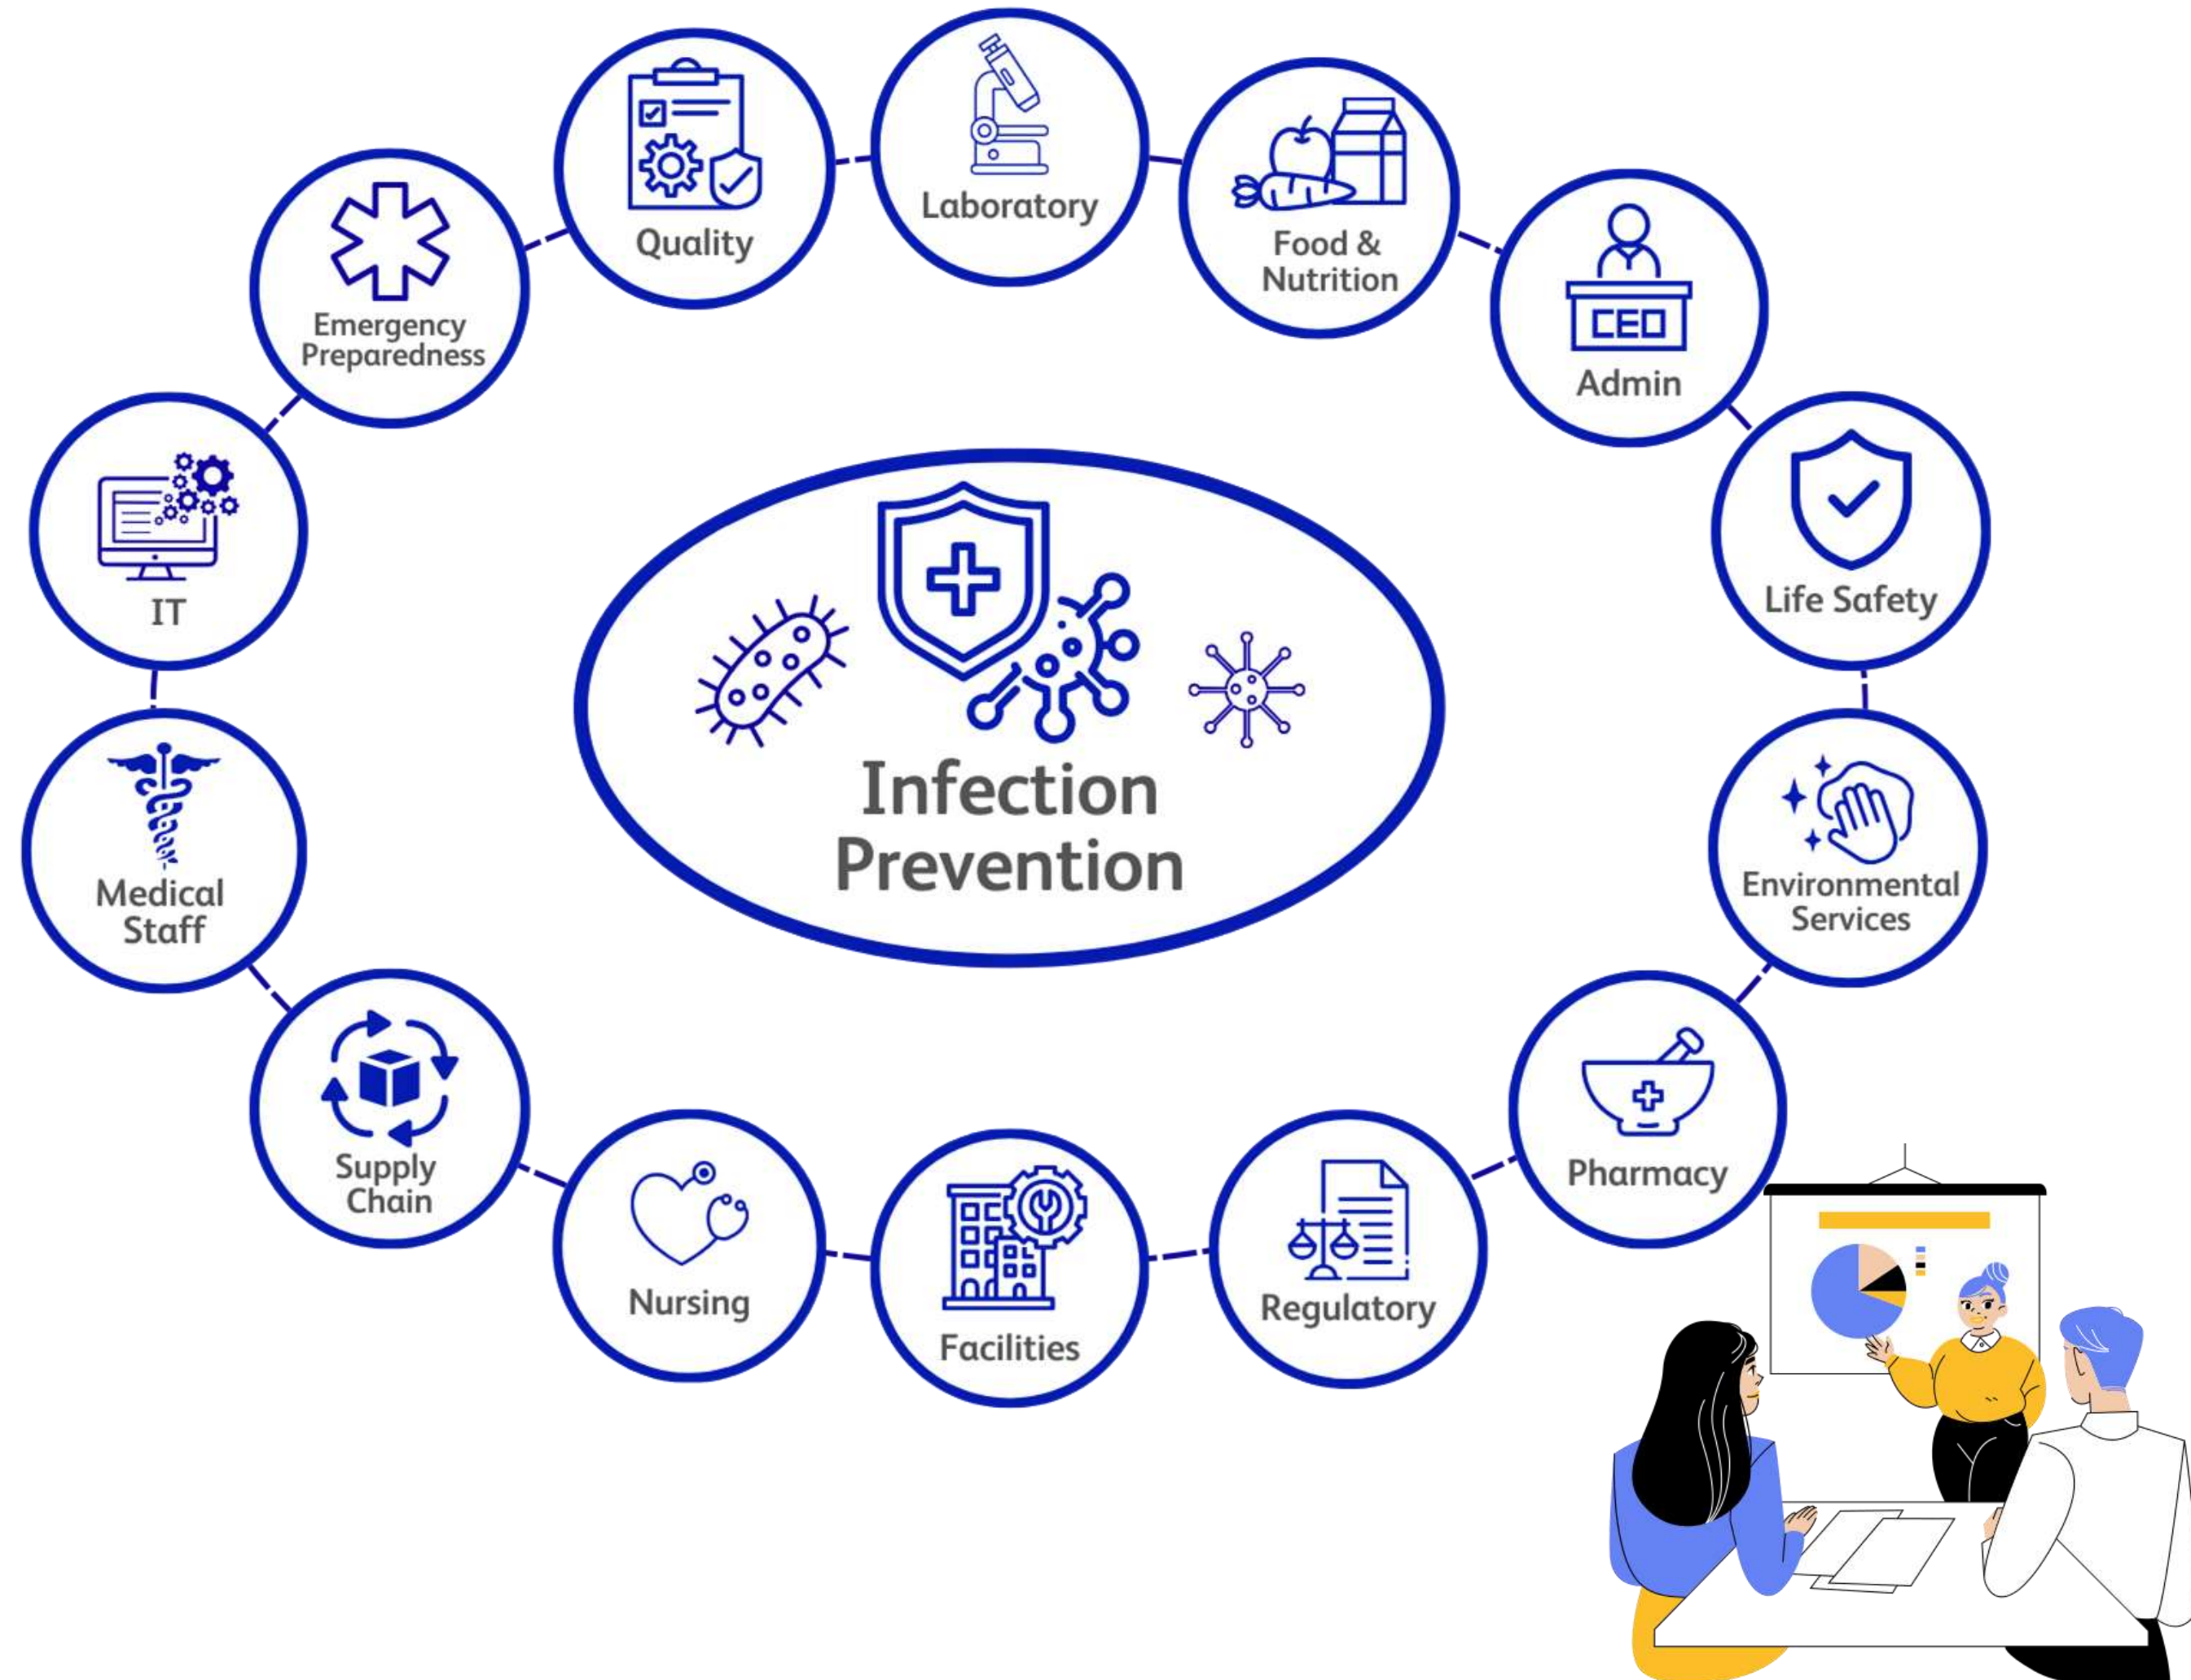 Laboratory
Quality
Food &
Nutrition
Emergency
Preparedness
CEO
Admin
IT
Life Safety
Infection
Prevention
Medical
Staff
Environmental
Services
Supply
Chain
Pharmacy
Nursing
Facilities
Regulatory